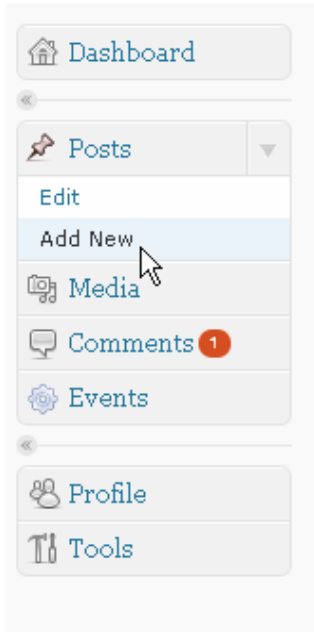 Dashboard
Posts
Edit
Add New
Media
Comments 1
Events
Profile
Tools